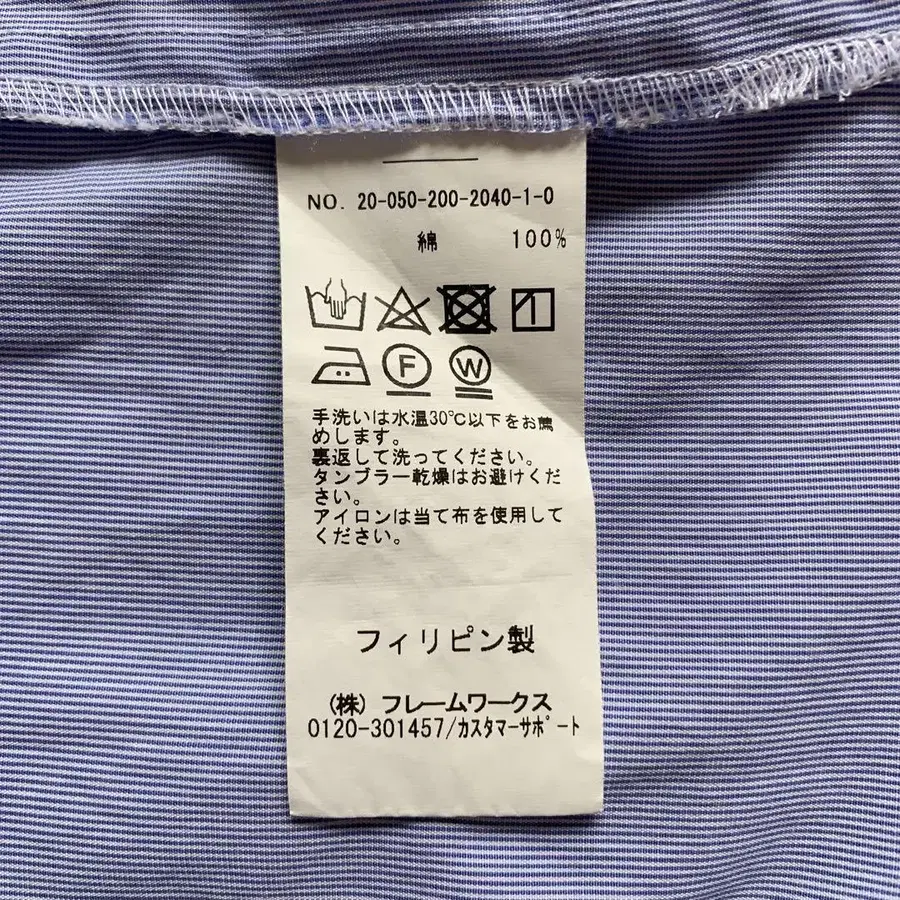 NO. 20-050-200-2040-1-0
綿 100%
F W
手洗いは水温30℃以下をお薦
めします。
裏返して洗ってください。
タンブラー乾燥はお避けくだ
さい。
アイロンは当て布を使用して
ください。
フィリピン製
(株) フレームワークス
0120-301457/カスタマーサポート